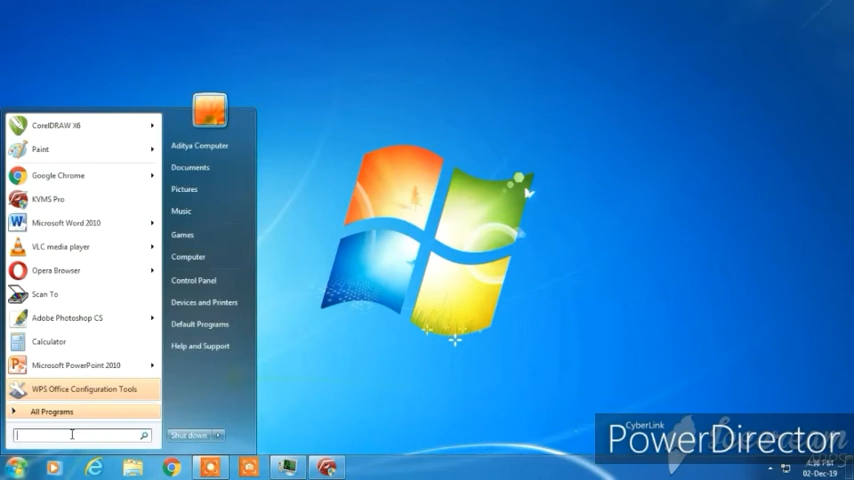 CorelDRAW X6
Paint
Google Chrome
KVMS Pro
Microsoft Word 2010
VLC media player
Opera Browser
Scan To
Adobe Photoshop CS
Calculator
Microsoft PowerPoint 2010
WPS Office Configuration Tools
All Programs
Aditya Computer
Documents
Pictures
Music
Games
Computer
Control Panel
Devices and Printers
Default Programs
Help and Support
Shut down
CyberLink
PowerDirector
02-Dec-19